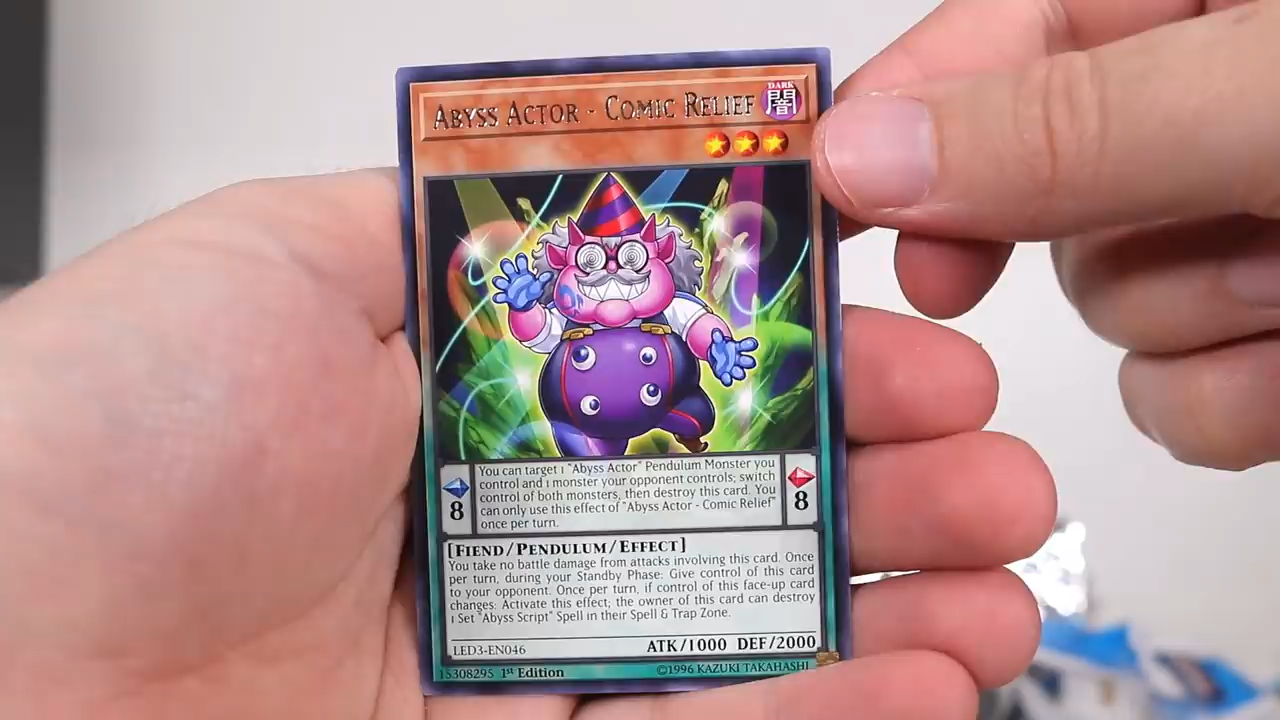 Abyss Actor - Comic Relief
DARK
闇
You can target 1 "Abyss Actor" Pendulum Monster you
control and 1 monster your opponent controls; switch
control of both monsters, then destroy this card. You
can only use this effect of "Abyss Actor - Comic Relief"
once per turn.
8
8
[Fiend/Pendulum/Effect]
You take no battle damage from attacks involving this card. Once
per turn, during your Standby Phase: Give control of this card
to your opponent. Once per turn, if control of this face-up card
changes: Activate this effect; the owner of this card can destroy
1 Set "Abyss Script" Spell in their Spell & Trap Zone.
ATK/1000 DEF/2000
LED3-EN046
15308295 1st Edition
©1996 KAZUKI TAKAHASHI